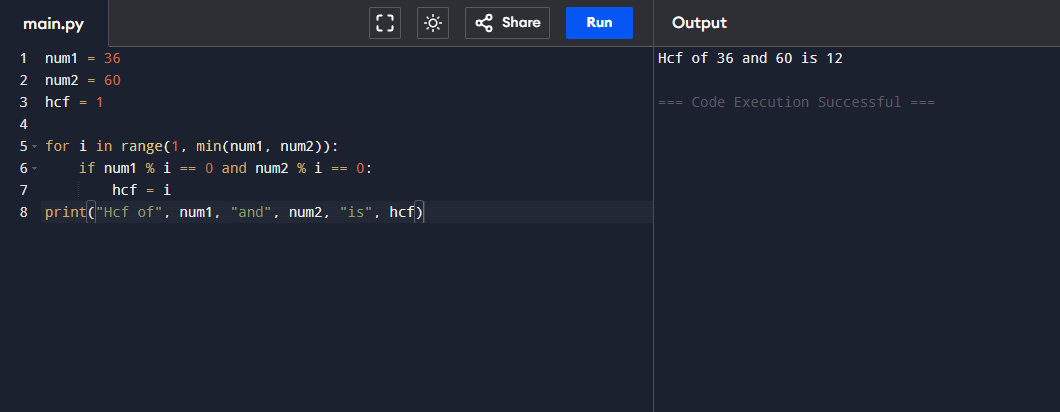 main.py
Share
Run
Output
1 num1 = 36
2 num2 = 60
3 hcf = 1
4
5 for i in range(1, min(num1, num2)):
6     if num1 % i == 0 and num2 % i == 0:
7         hcf = i
8 print("Hcf of", num1, "and", num2, "is", hcf)
Hcf of 36 and 60 is 12
=== Code Execution Successful ===